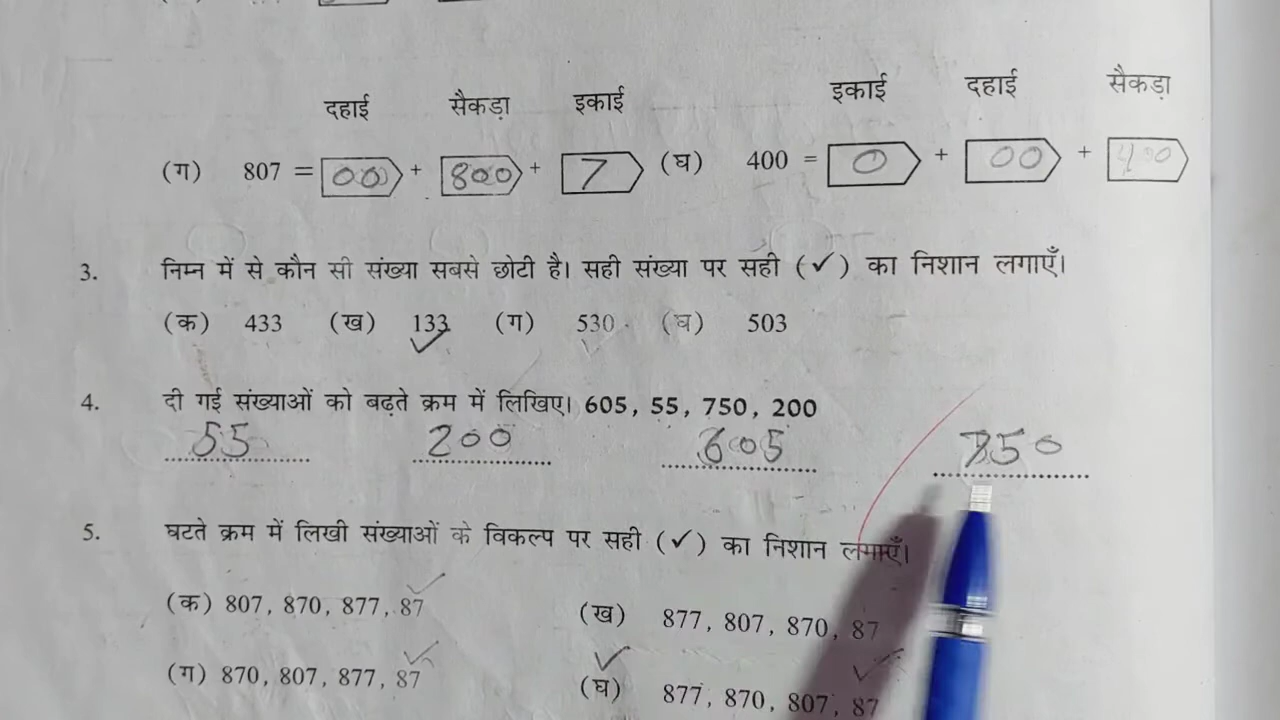 दहाई सैकड़ा इकाई इकाई दहाई सैकड़ा
(ग) 807 = 00 + 800 + 7 (घ) 400 = 0 + 00 + 400
3. निम्न में से कौन सी संख्या सबसे छोटी है। सही संख्या पर सही (✓) का निशान लगाएँ।
(क) 433 (ख) 133 ✓ (ग) 530 (घ) 503
4. दी गई संख्याओं को बढ़ते क्रम में लिखिए। 605, 55, 750, 200
55 200 605 750
5. घटते क्रम में लिखी संख्याओं के विकल्प पर सही (✓) का निशान लगाएँ।
(क) 807, 870, 877, 87 (ख) 877, 807, 870, 87
(ग) 870, 807, 877, 87 (घ) 877, 870, 807, 87